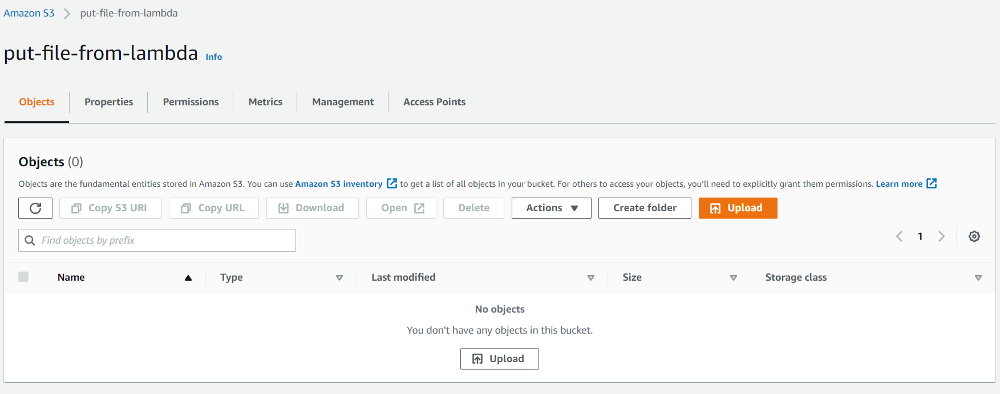 Amazon S3 > put-file-from-lambda
put-file-from-lambda Info
Objects Properties Permissions Metrics Management Access Points
Objects (0)
Objects are the fundamental entities stored in Amazon S3. You can use Amazon S3 inventory to get a list of all objects in your bucket. For others to access your objects, you’ll need to explicitly grant them permissions. Learn more
Copy S3 URI Copy URL Download Open Delete Actions Create folder Upload
Find objects by prefix
1
Name Type Last modified Size Storage class
No objects
You don't have any objects in this bucket.
Upload